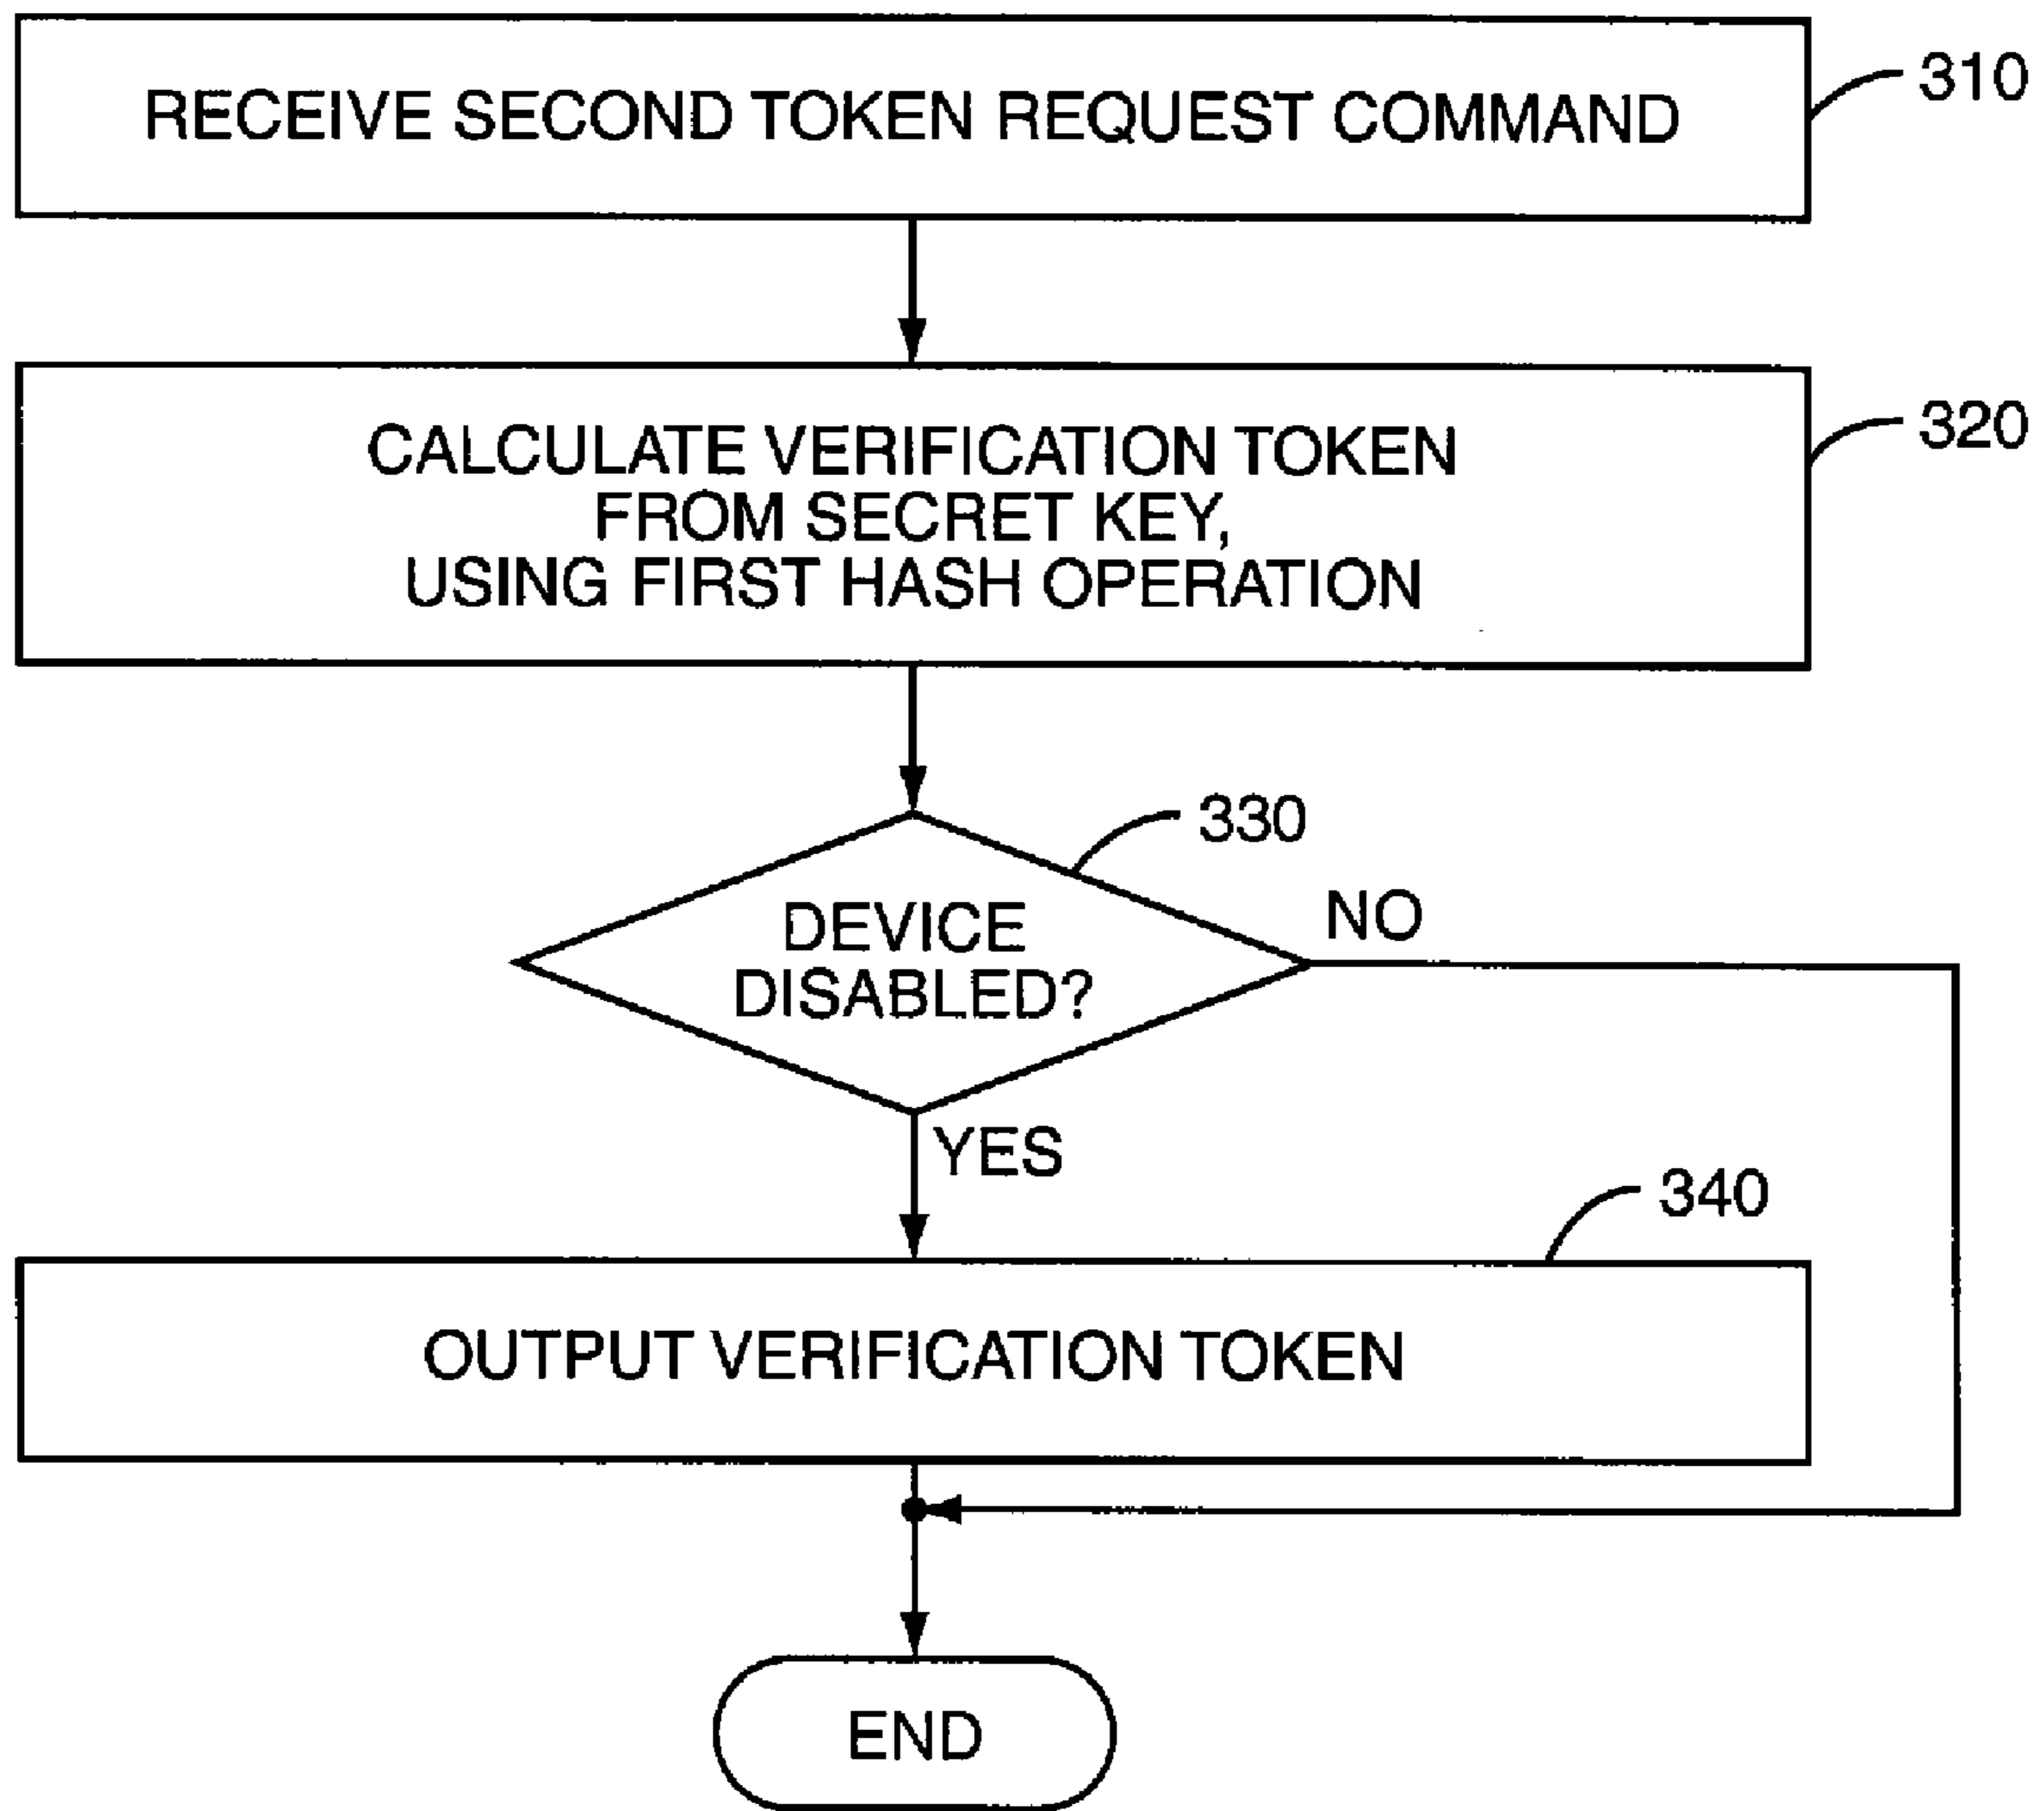 RECEIVE SECOND TOKEN REQUEST COMMAND
310
CALCULATE VERIFICATION TOKEN
FROM SECRET KEY,
USING FIRST HASH OPERATION
320
330
DEVICE
DISABLED?
NO
YES
340
OUTPUT VERIFICATION TOKEN
END